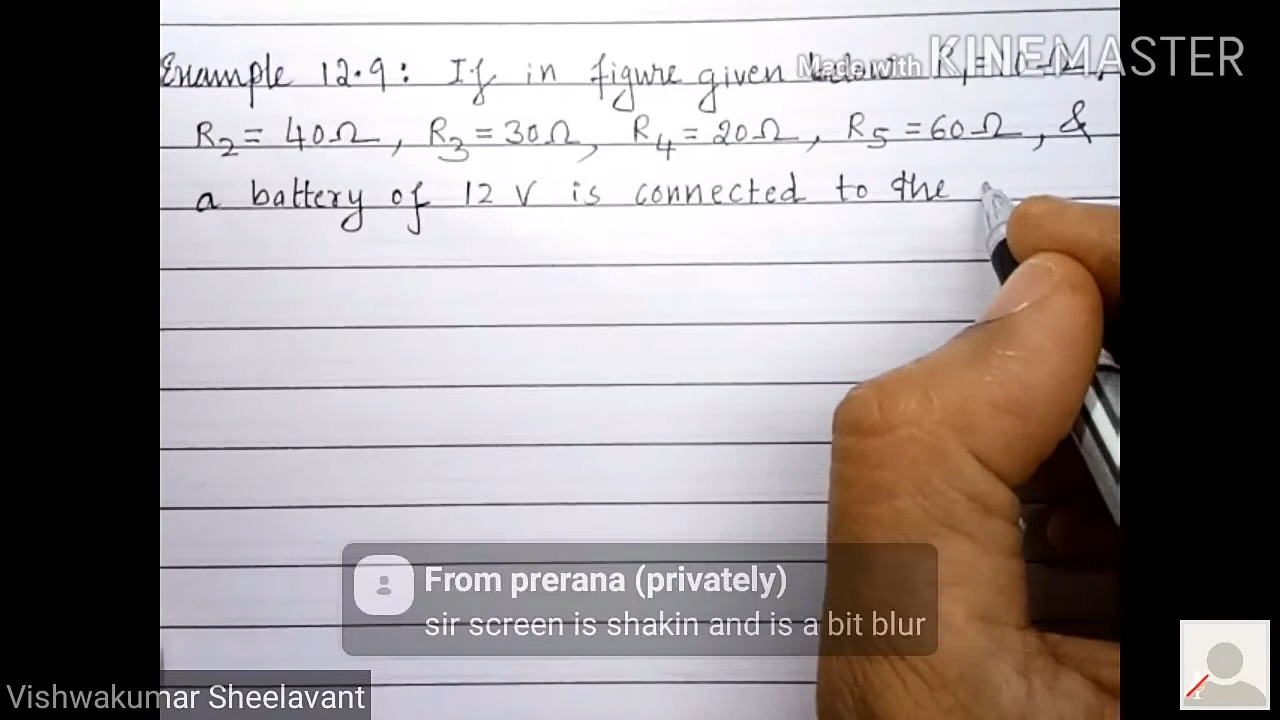 Example 12.9: If in figure given below R1 = 10Ω,
R2 = 40Ω, R3 = 30Ω, R4 = 20Ω, R5 = 60Ω, &
a battery of 12 V is connected to the
Made with KINEMASTER
From prerana (privately)
sir screen is shakin and is a bit blur
Vishwakumar Sheelavant